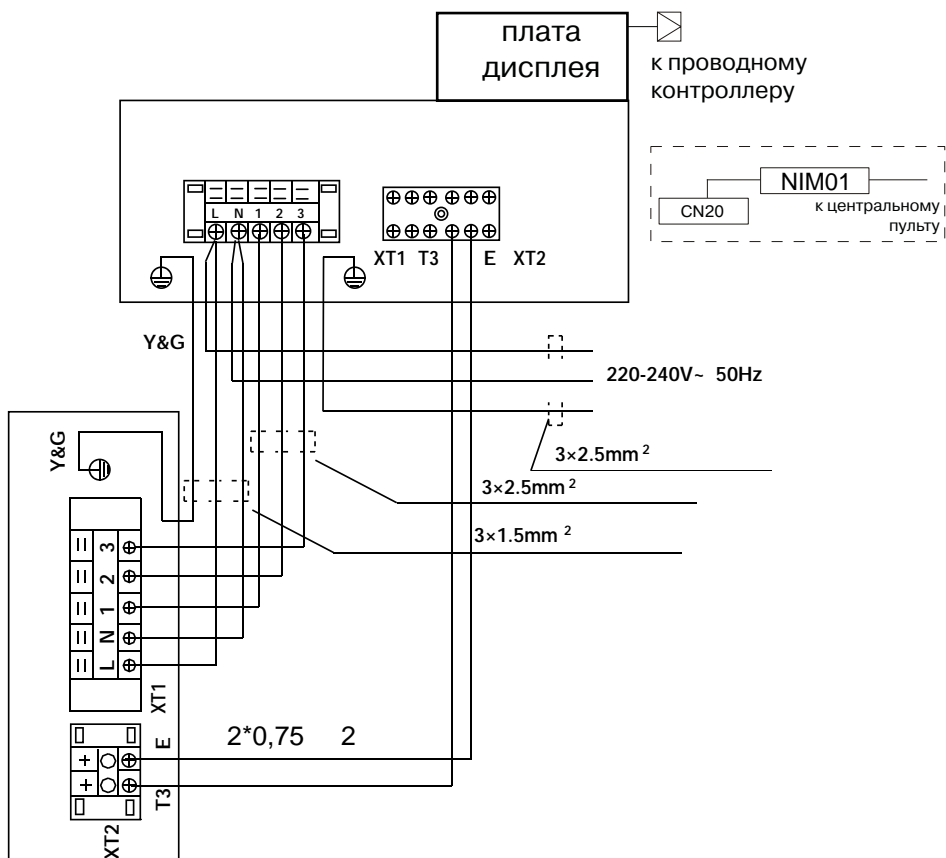 плата
дисплея
к проводному
контроллеру
NIM01
CN20
к центральному
пульту
L N 1 2 3
XT1 T3 E XT2
Y&G
220-240V~ 50Hz
3×2.5mm ²
3×2.5mm ²
3×1.5mm ²
Y&G
3
2
1
N
L
XT1
2*0,75 2
E
T3
XT2